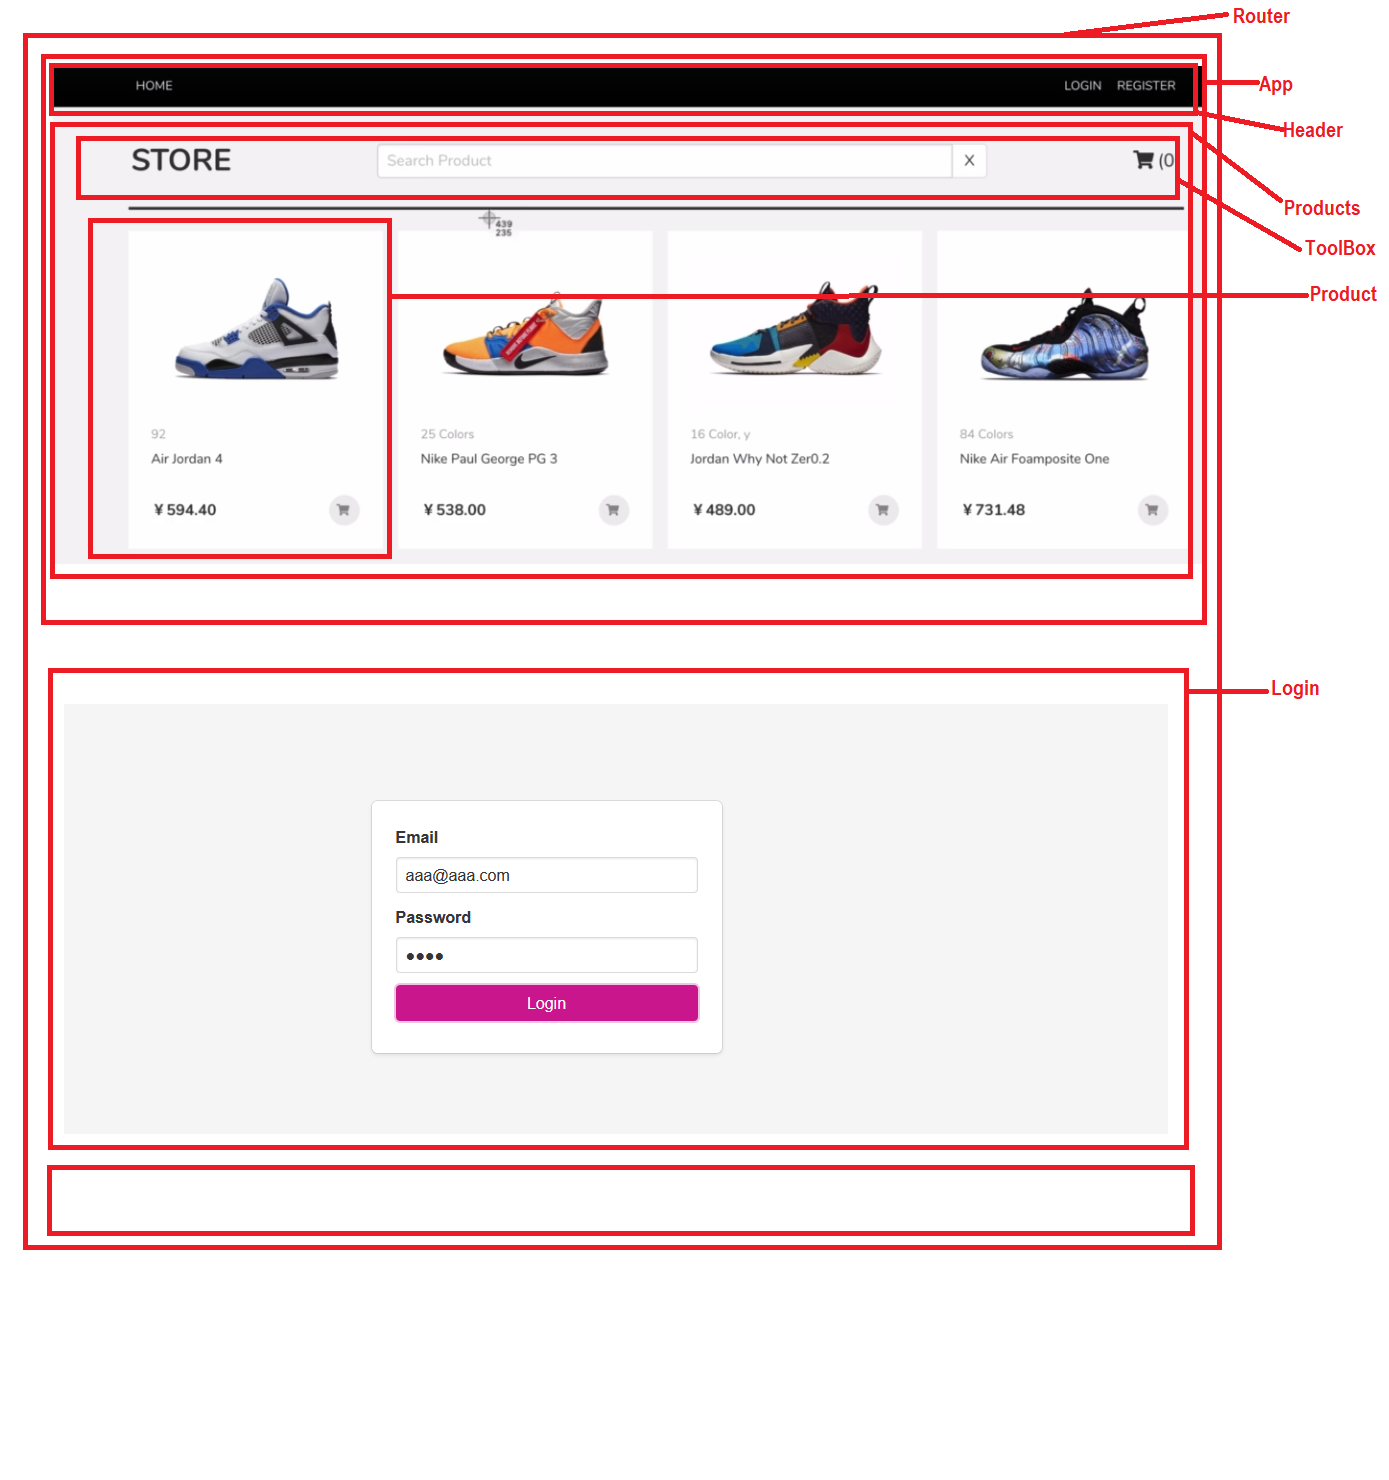 Router
HOME
LOGIN
REGISTER
App
Header
STORE
Search Product
X
(0
Products
439
235
ToolBox
Product
92
Air Jordan 4
¥ 594.40
25 Colors
Nike Paul George PG 3
¥ 538.00
16 Color, y
Jordan Why Not Zer0.2
¥ 489.00
84 Colors
Nike Air Foamposite One
¥ 731.48
Login
Email
aaa@aaa.com
Password
●●●●
Login